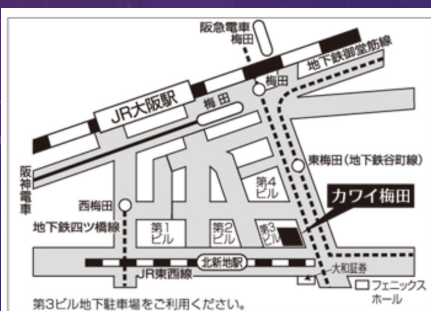 阪急電車
梅田
地下鉄御堂筋線
梅田
JR大阪駅
梅田
阪神電車
東梅田(地下鉄谷町線)
第4
ビル
カワイ梅田
西梅田
地下鉄四ツ橋線
第1
ビル
第2
ビル
第3
ビル
北新地駅
JR東西線
大和証券
フェニックス
ホール
第3ビル地下駐車場をご利用ください。